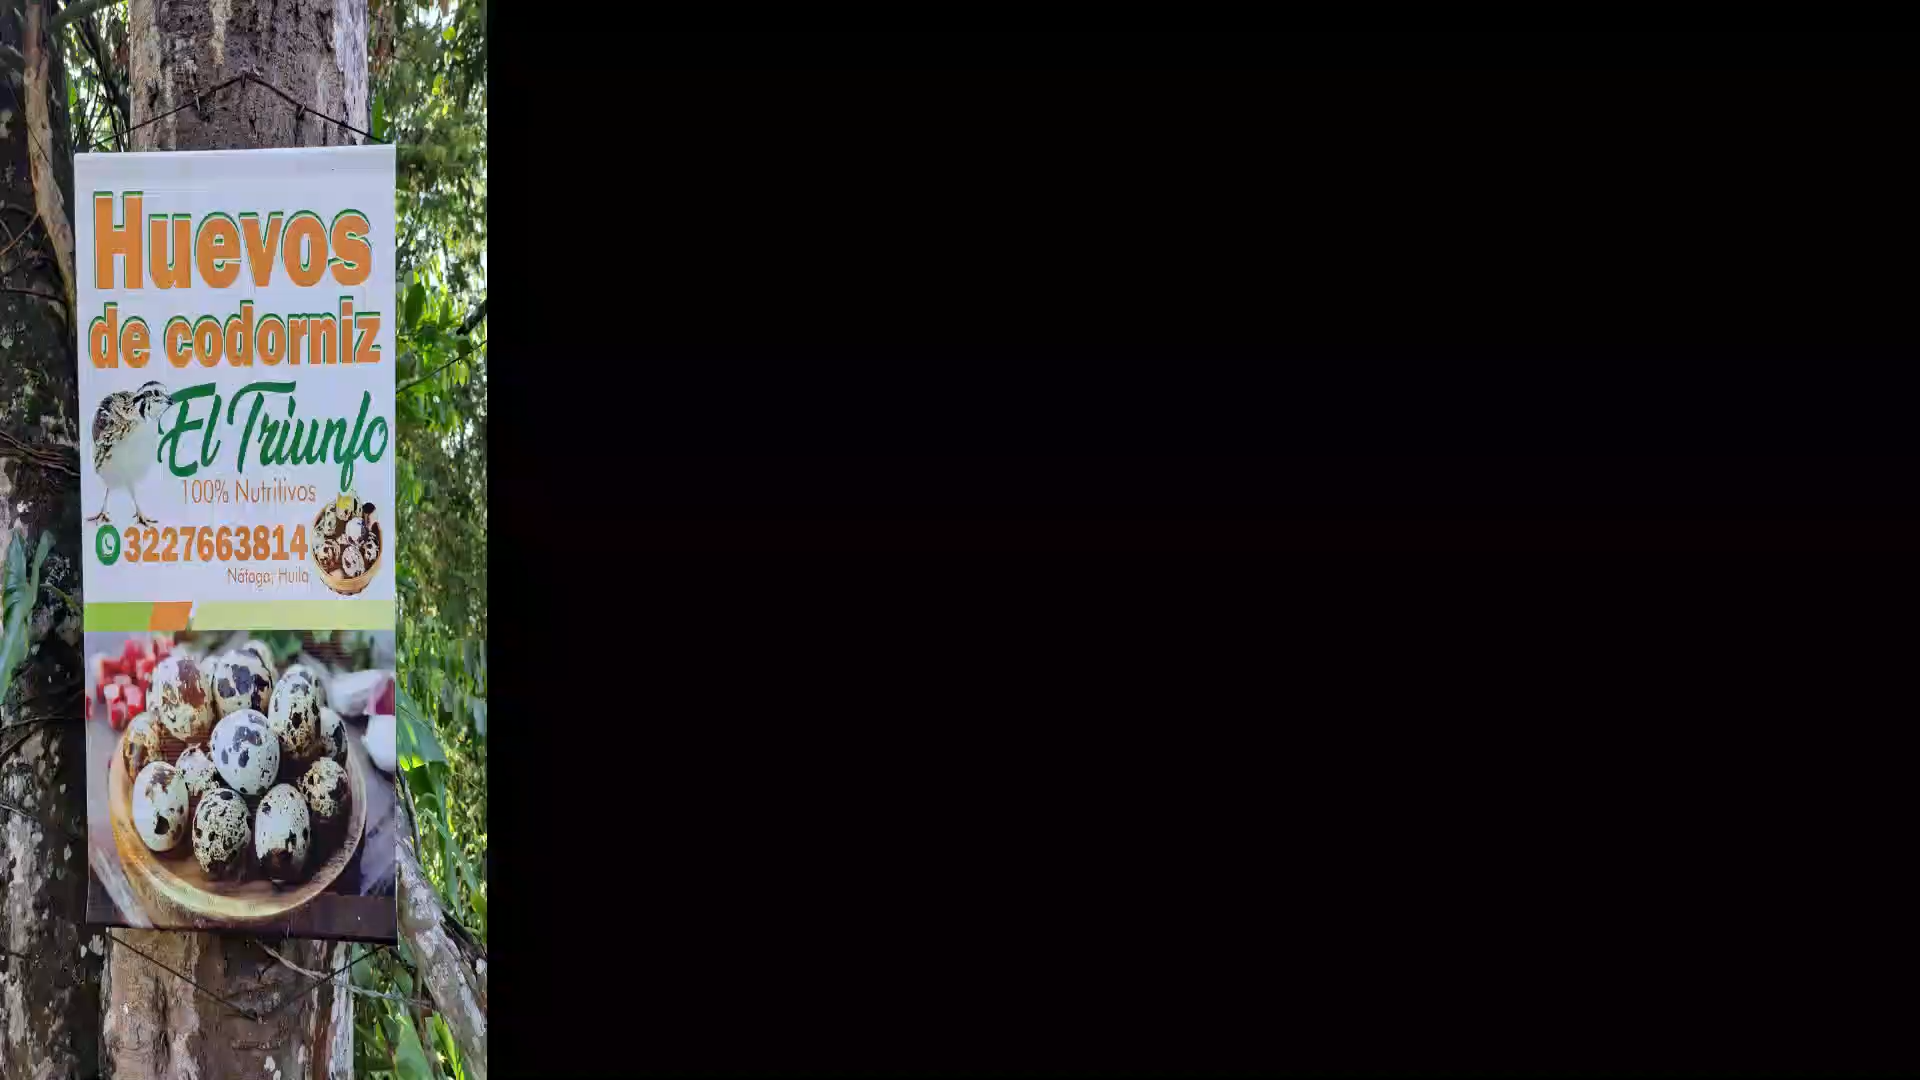 Huevos
de codorniz
El Triunfo
100% Nutritivos
3227663814
Nátaga, Huila